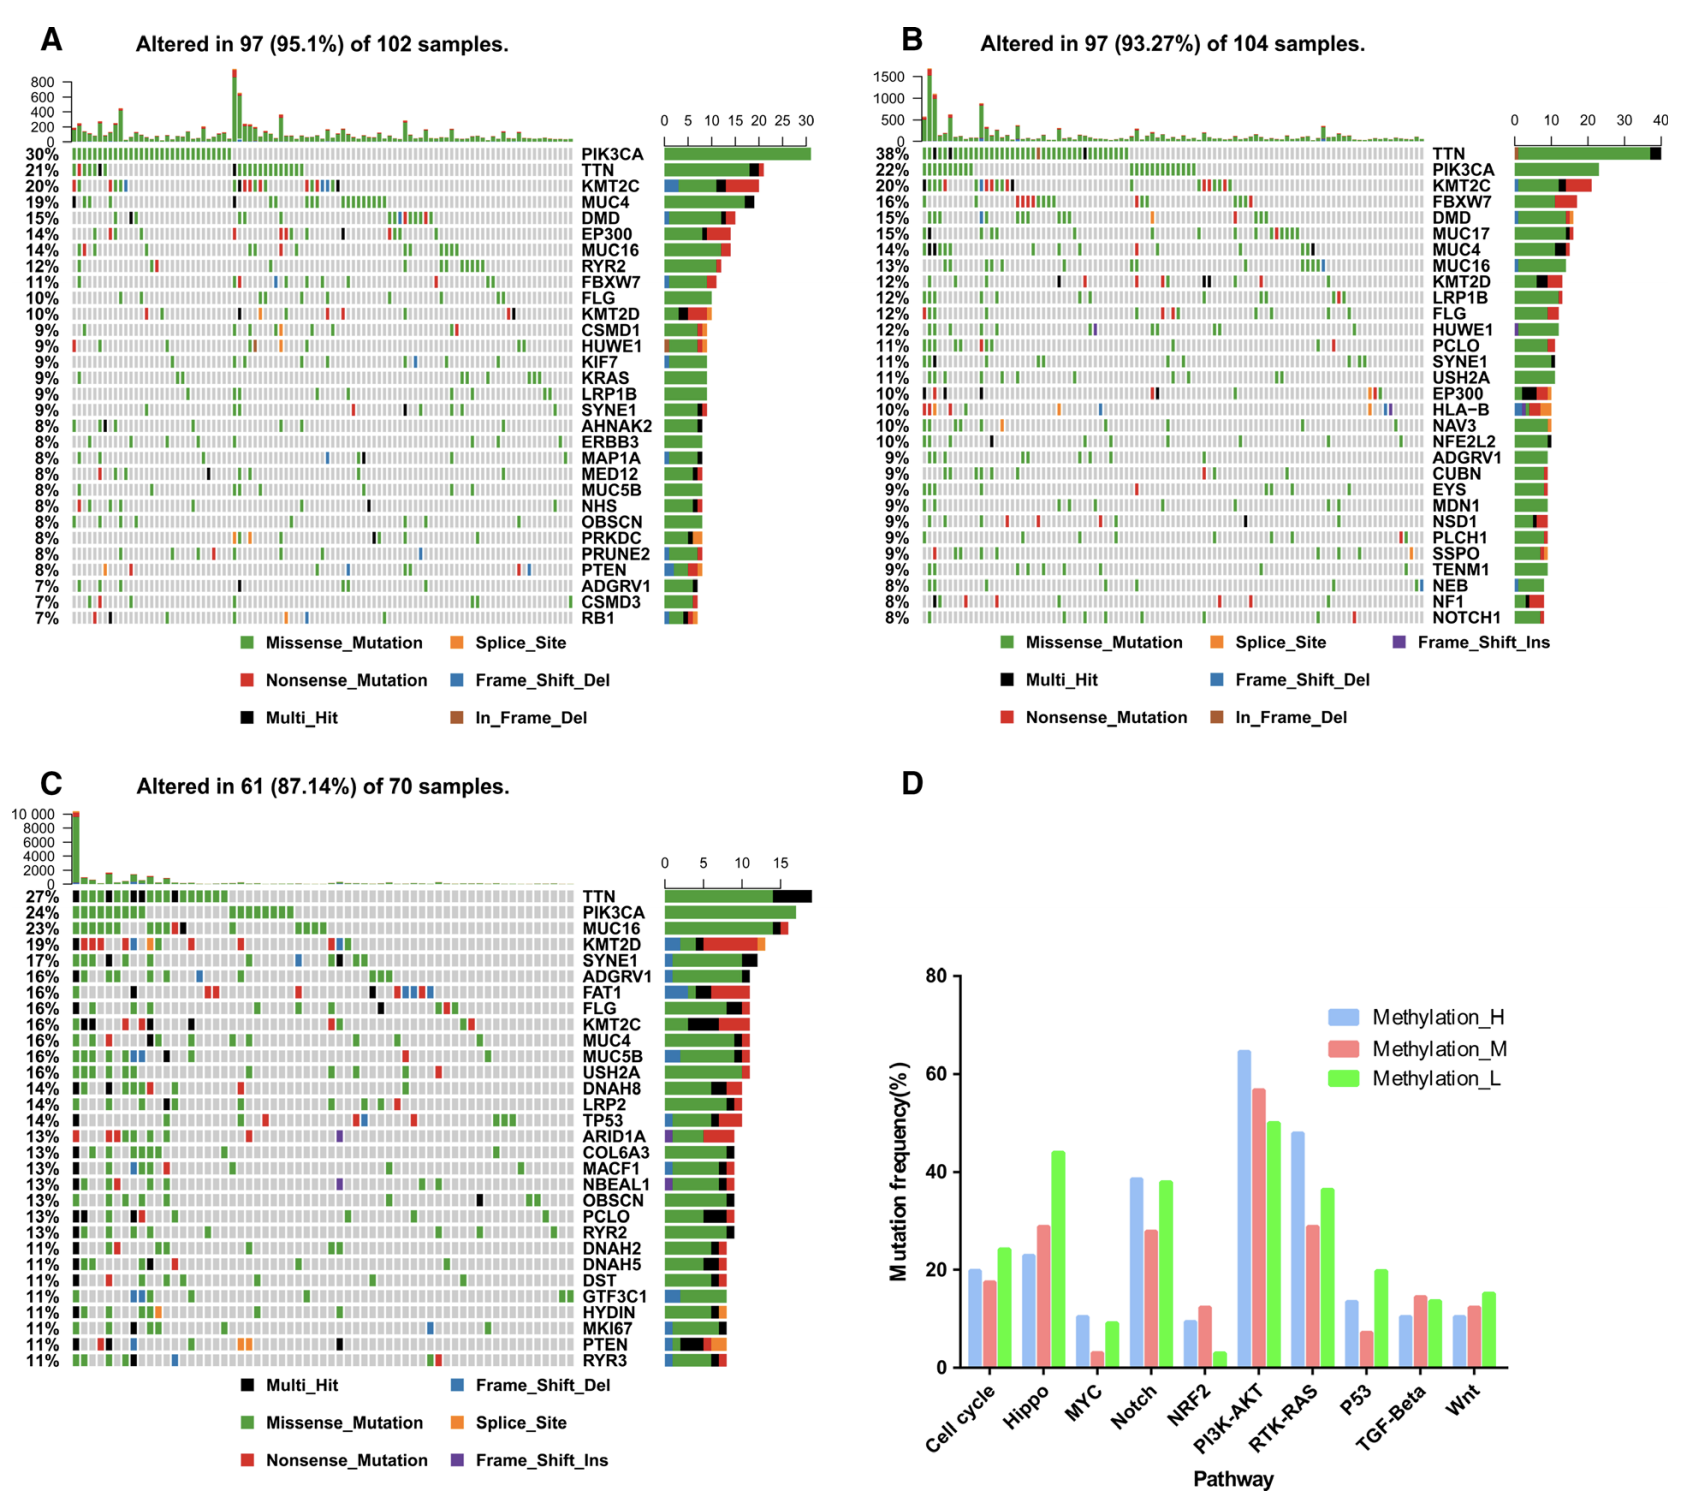 A
Altered in 97 (95.1%) of 102 samples.
800
600
400
200
0
0 5 10 15 20 25 30
30% PIK3CA
21% TTN
20% KMT2C
19% MUC4
15% DMD
14% EP300
14% MUC16
12% RYR2
11% FBXW7
10% FLG
10% KMT2D
9% CSMD1
9% HUWE1
9% KIF7
9% KRAS
9% LRP1B
9% SYNE1
8% AHNAK2
8% ERBB3
8% MAP1A
8% MED12
8% MUC5B
8% NHS
8% OBSCN
8% PRKDC
8% PRUNE2
8% PTEN
7% ADGRV1
7% CSMD3
7% RB1
Missense_Mutation Splice_Site
Nonsense_Mutation Frame_Shift_Del
Multi_Hit In_Frame_Del
B
Altered in 97 (93.27%) of 104 samples.
1500
1000
500
0
0 10 20 30 40
38% TTN
22% PIK3CA
20% KMT2C
16% FBXW7
15% DMD
15% MUC17
14% MUC4
13% MUC16
12% KMT2D
12% LRP1B
12% FLG
12% HUWE1
11% PCLO
11% SYNE1
11% USH2A
10% EP300
10% HLA−B
10% NAV3
10% NFE2L2
9% ADGRV1
9% CUBN
9% EYS
9% MDN1
9% NSD1
9% PLCH1
9% SSPO
9% TENM1
8% NEB
8% NF1
8% NOTCH1
Missense_Mutation Splice_Site Frame_Shift_Ins
Multi_Hit Frame_Shift_Del
Nonsense_Mutation In_Frame_Del
C
Altered in 61 (87.14%) of 70 samples.
10 000
8000
6000
4000
2000
0
0 5 10 15
27% TTN
24% PIK3CA
23% MUC16
19% KMT2D
17% SYNE1
16% ADGRV1
16% FAT1
16% FLG
16% KMT2C
16% MUC4
16% MUC5B
16% USH2A
14% DNAH8
14% LRP2
14% TP53
13% ARID1A
13% COL6A3
13% MACF1
13% NBEAL1
13% OBSCN
13% PCLO
13% RYR2
11% DNAH2
11% DNAH5
11% DST
11% GTF3C1
11% HYDIN
11% MKI67
11% PTEN
11% RYR3
Multi_Hit Frame_Shift_Del
Missense_Mutation Splice_Site
Nonsense_Mutation Frame_Shift_Ins
D
Mutation frequency(%)
80
60
40
20
0
Methylation_H
Methylation_M
Methylation_L
Cell cycle Hippo MYC Notch NRF2 PI3K-AKT RTK-RAS P53 TGF-Beta Wnt
Pathway